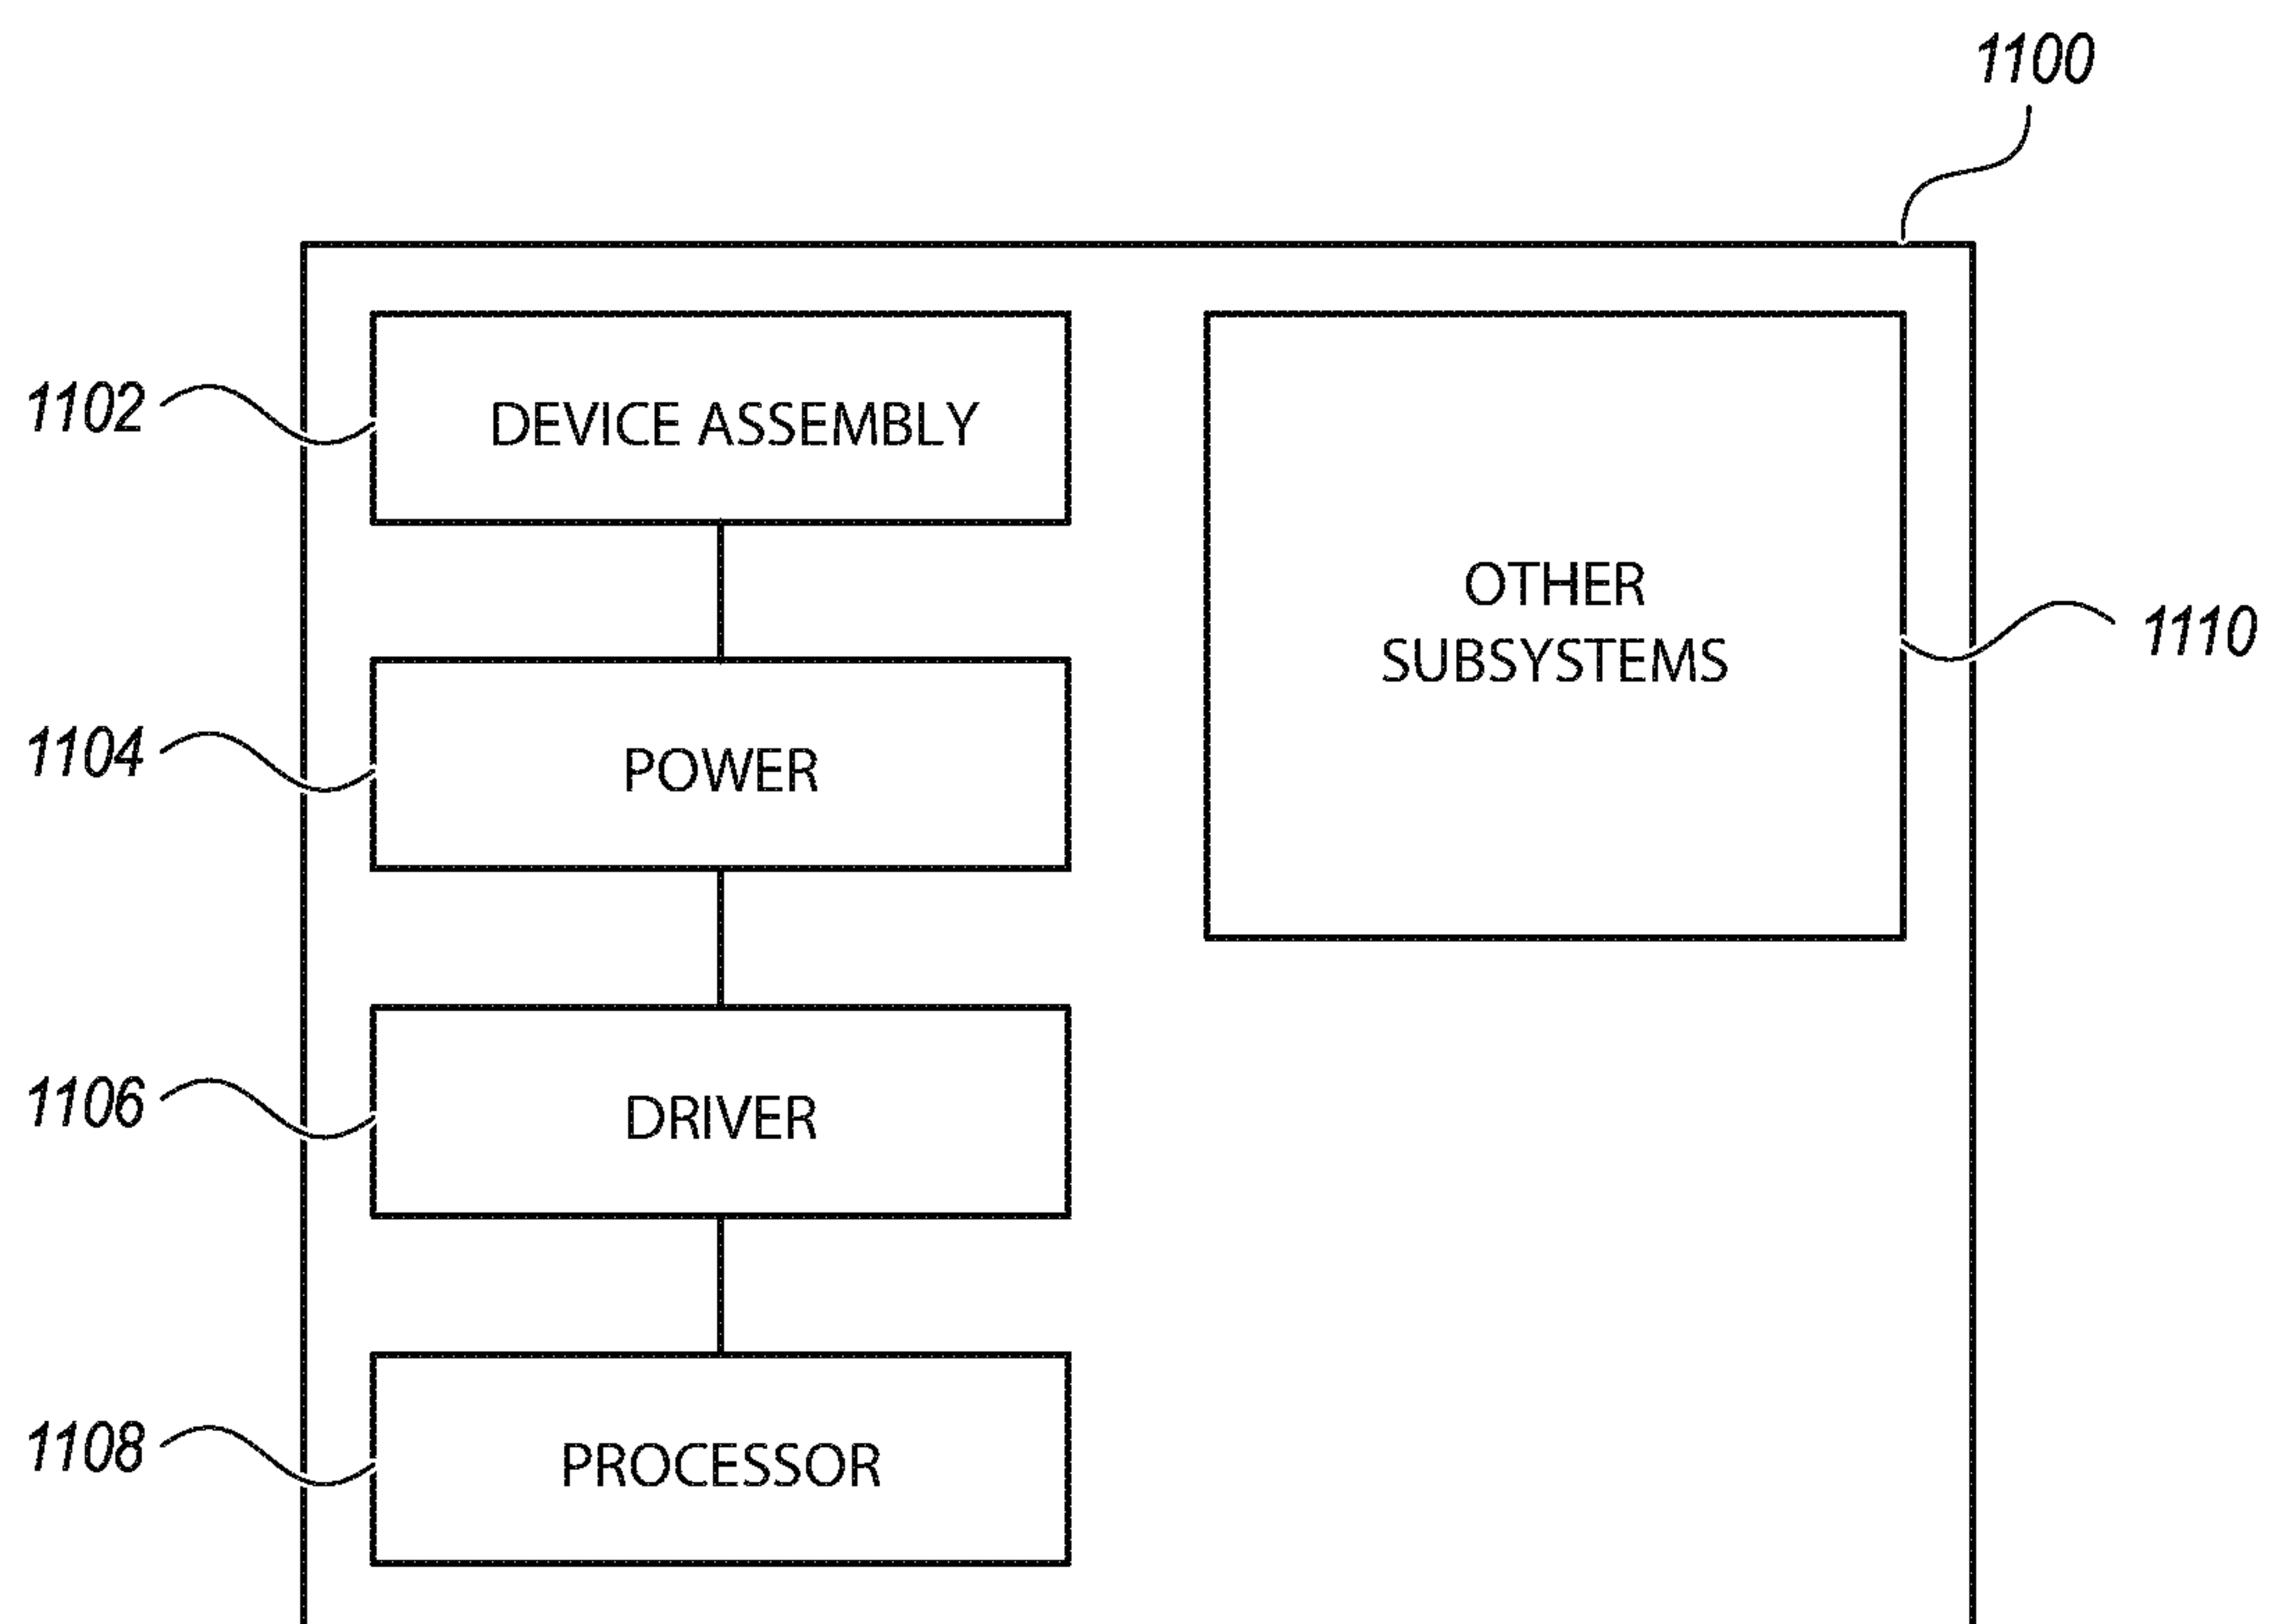 1100
1102
DEVICE ASSEMBLY
OTHER
SUBSYSTEMS
1110
1104
POWER
1106
DRIVER
1108
PROCESSOR